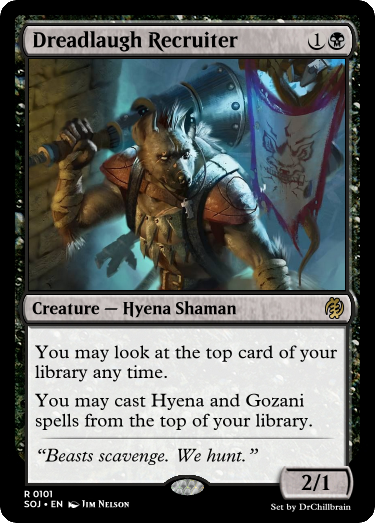 Dreadlaugh Recruiter 1
Creature — Hyena Shaman
You may look at the top card of your
library any time.
You may cast Hyena and Gozani
spells from the top of your library.
“Beasts scavenge. We hunt.”
2/1
R 0101
SOJ • EN Jim Nelson
Set by DrChillbrain